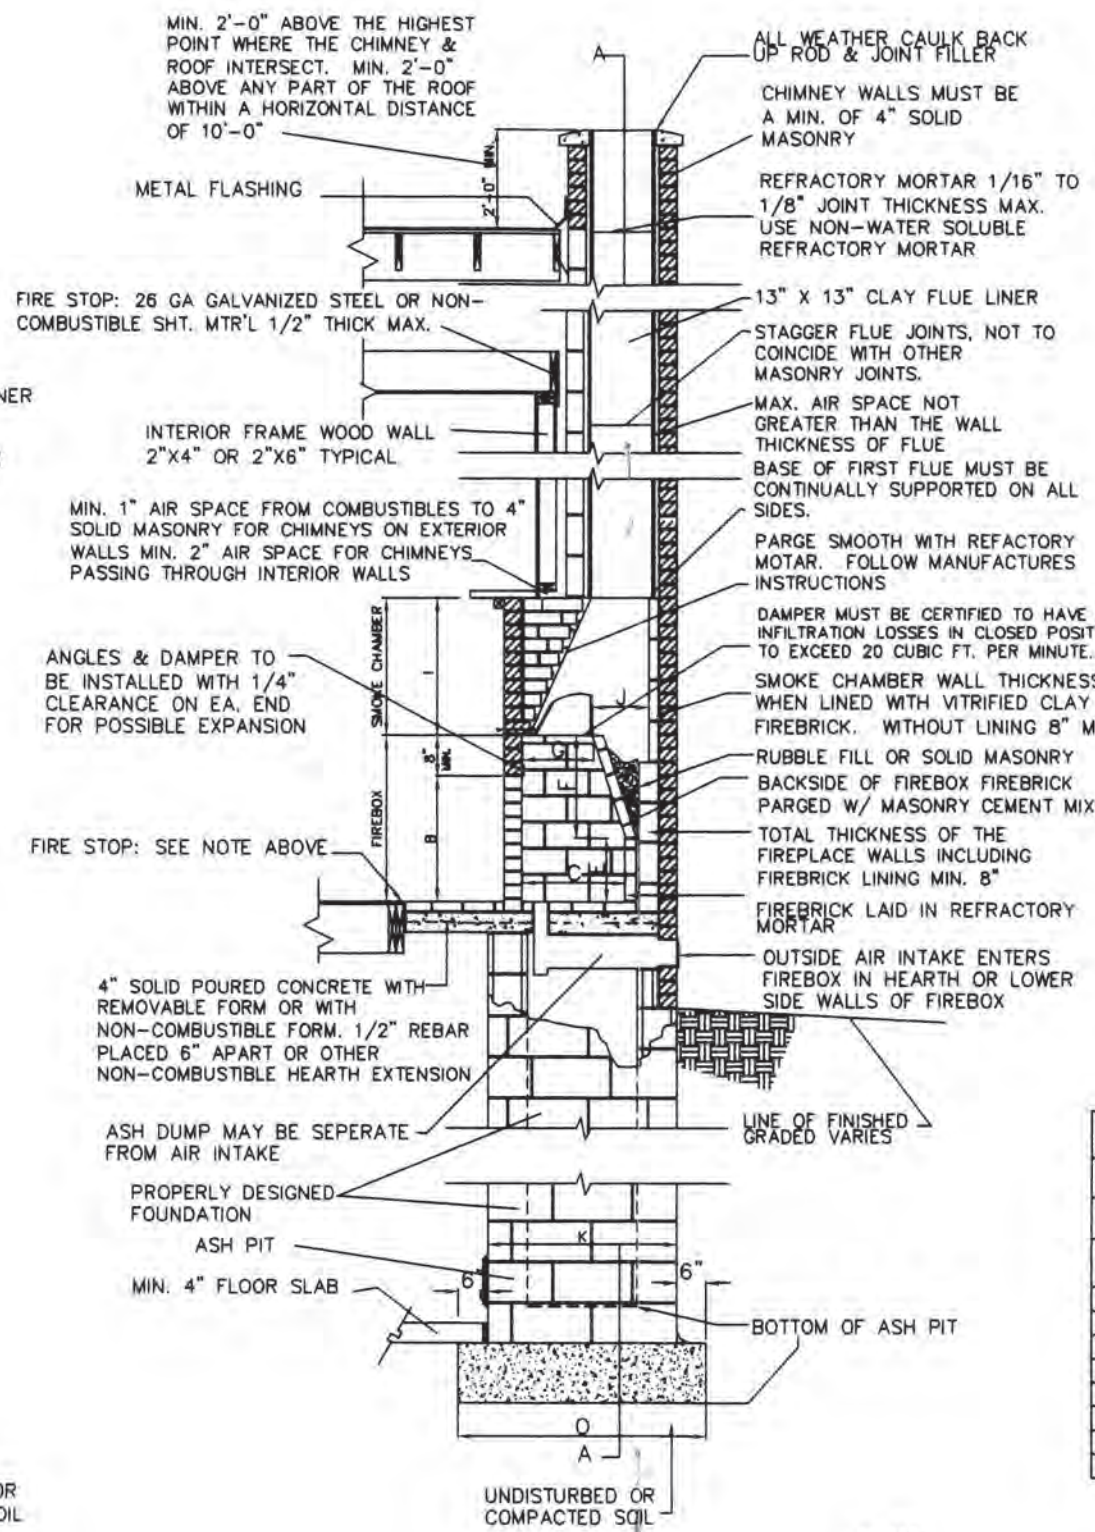 MIN. 2'-0" ABOVE THE HIGHEST
POINT WHERE THE CHIMNEY &
ROOF INTERSECT. MIN. 2'-0"
ABOVE ANY PART OF THE ROOF
WITHIN A HORIZONTAL DISTANCE
OF 10'-0"
METAL FLASHING
2'-0" MIN.
A
ALL WEATHER CAULK BACK
UP ROD & JOINT FILLER
CHIMNEY WALLS MUST BE
A MIN. OF 4" SOLID
MASONRY
REFRACTORY MORTAR 1/16" TO
1/8" JOINT THICKNESS MAX.
USE NON-WATER SOLUBLE
REFRACTORY MORTAR
FIRE STOP: 26 GA GALVANIZED STEEL OR NON-
COMBUSTIBLE SHT. MTR'L 1/2" THICK MAX.
13" X 13" CLAY FLUE LINER
STAGGER FLUE JOINTS, NOT TO
COINCIDE WITH OTHER
MASONRY JOINTS.
NER
INTERIOR FRAME WOOD WALL
2"X4" OR 2"X6" TYPICAL
MAX. AIR SPACE NOT
GREATER THAN THE WALL
THICKNESS OF FLUE
BASE OF FIRST FLUE MUST BE
CONTINUALLY SUPPORTED ON ALL
SIDES.
MIN. 1" AIR SPACE FROM COMBUSTIBLES TO 4"
SOLID MASONRY FOR CHIMNEYS ON EXTERIOR
WALLS MIN. 2" AIR SPACE FOR CHIMNEYS
PASSING THROUGH INTERIOR WALLS
PARGE SMOOTH WITH REFACTORY
MOTAR. FOLLOW MANUFACTURES
INSTRUCTIONS
DAMPER MUST BE CERTIFIED TO HAVE
INFILTRATION LOSSES IN CLOSED POSIT
TO EXCEED 20 CUBIC FT. PER MINUTE.
ANGLES & DAMPER TO
BE INSTALLED WITH 1/4"
CLEARANCE ON EA. END
FOR POSSIBLE EXPANSION
SMOKE CHAMBER
I
J
SMOKE CHAMBER WALL THICKNESS
WHEN LINED WITH VITRIFIED CLAY
FIREBRICK. WITHOUT LINING 8" M
8" MIN.
G
F
RUBBLE FILL OR SOLID MASONRY
BACKSIDE OF FIREBOX FIREBRICK
PARGED W/ MASONRY CEMENT MIX
FIREBOX
B
C
E
TOTAL THICKNESS OF THE
FIREPLACE WALLS INCLUDING
FIREBRICK LINING MIN. 8"
FIRE STOP: SEE NOTE ABOVE
FIREBRICK LAID IN REFRACTORY
MORTAR
OUTSIDE AIR INTAKE ENTERS
FIREBOX IN HEARTH OR LOWER
SIDE WALLS OF FIREBOX
4" SOLID POURED CONCRETE WITH
REMOVABLE FORM OR WITH
NON-COMBUSTIBLE FORM. 1/2" REBAR
PLACED 6" APART OR OTHER
NON-COMBUSTIBLE HEARTH EXTENSION
ASH DUMP MAY BE SEPERATE
FROM AIR INTAKE
LINE OF FINISHED
GRADED VARIES
PROPERLY DESIGNED
FOUNDATION
ASH PIT
K
6"
6"
MIN. 4" FLOOR SLAB
BOTTOM OF ASH PIT
O
A
UNDISTURBED OR
COMPACTED SOIL
OR
OIL